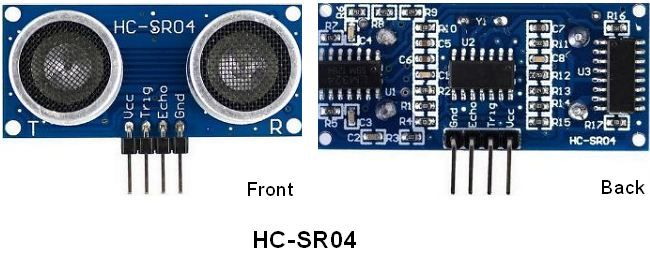 HC-SR04
Vcc
Trig
Echo
Gnd
T
R
Front
R6
R8
R9
R7
C4
R10
C5
C6
C1
R2
R1
R4
U1
R5
C3
C2
R3
U2
Y1
C7
R11
C8
R12
R13
R14
R15
R16
U3
R17
Gnd
Echo
Trig
Vcc
HC-SR04
Back
HC-SR04